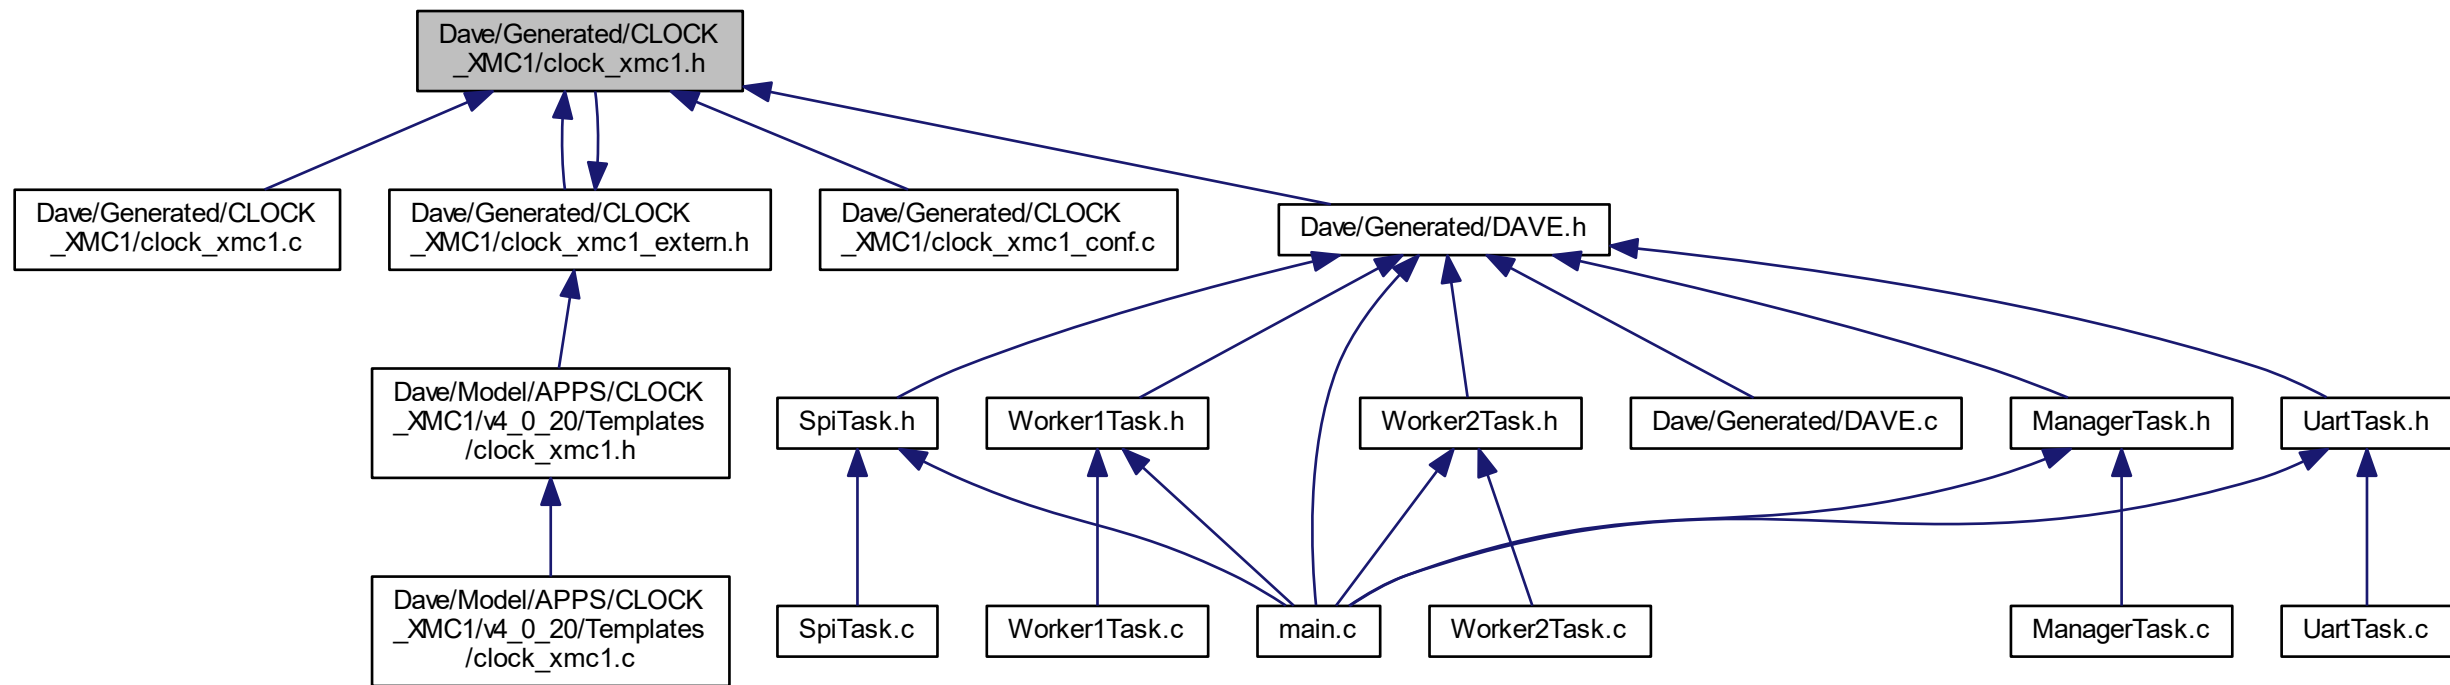 Dave/Generated/CLOCK
_XMC1/clock_xmc1.h
Dave/Generated/CLOCK
_XMC1/clock_xmc1.c
Dave/Generated/CLOCK
_XMC1/clock_xmc1_extern.h
Dave/Generated/CLOCK
_XMC1/clock_xmc1_conf.c
Dave/Generated/DAVE.h
Dave/Model/APPS/CLOCK
_XMC1/v4_0_20/Templates
/clock_xmc1.h
SpiTask.h
Worker1Task.h
Worker2Task.h
Dave/Generated/DAVE.c
ManagerTask.h
UartTask.h
Dave/Model/APPS/CLOCK
_XMC1/v4_0_20/Templates
/clock_xmc1.c
SpiTask.c
Worker1Task.c
main.c
Worker2Task.c
ManagerTask.c
UartTask.c